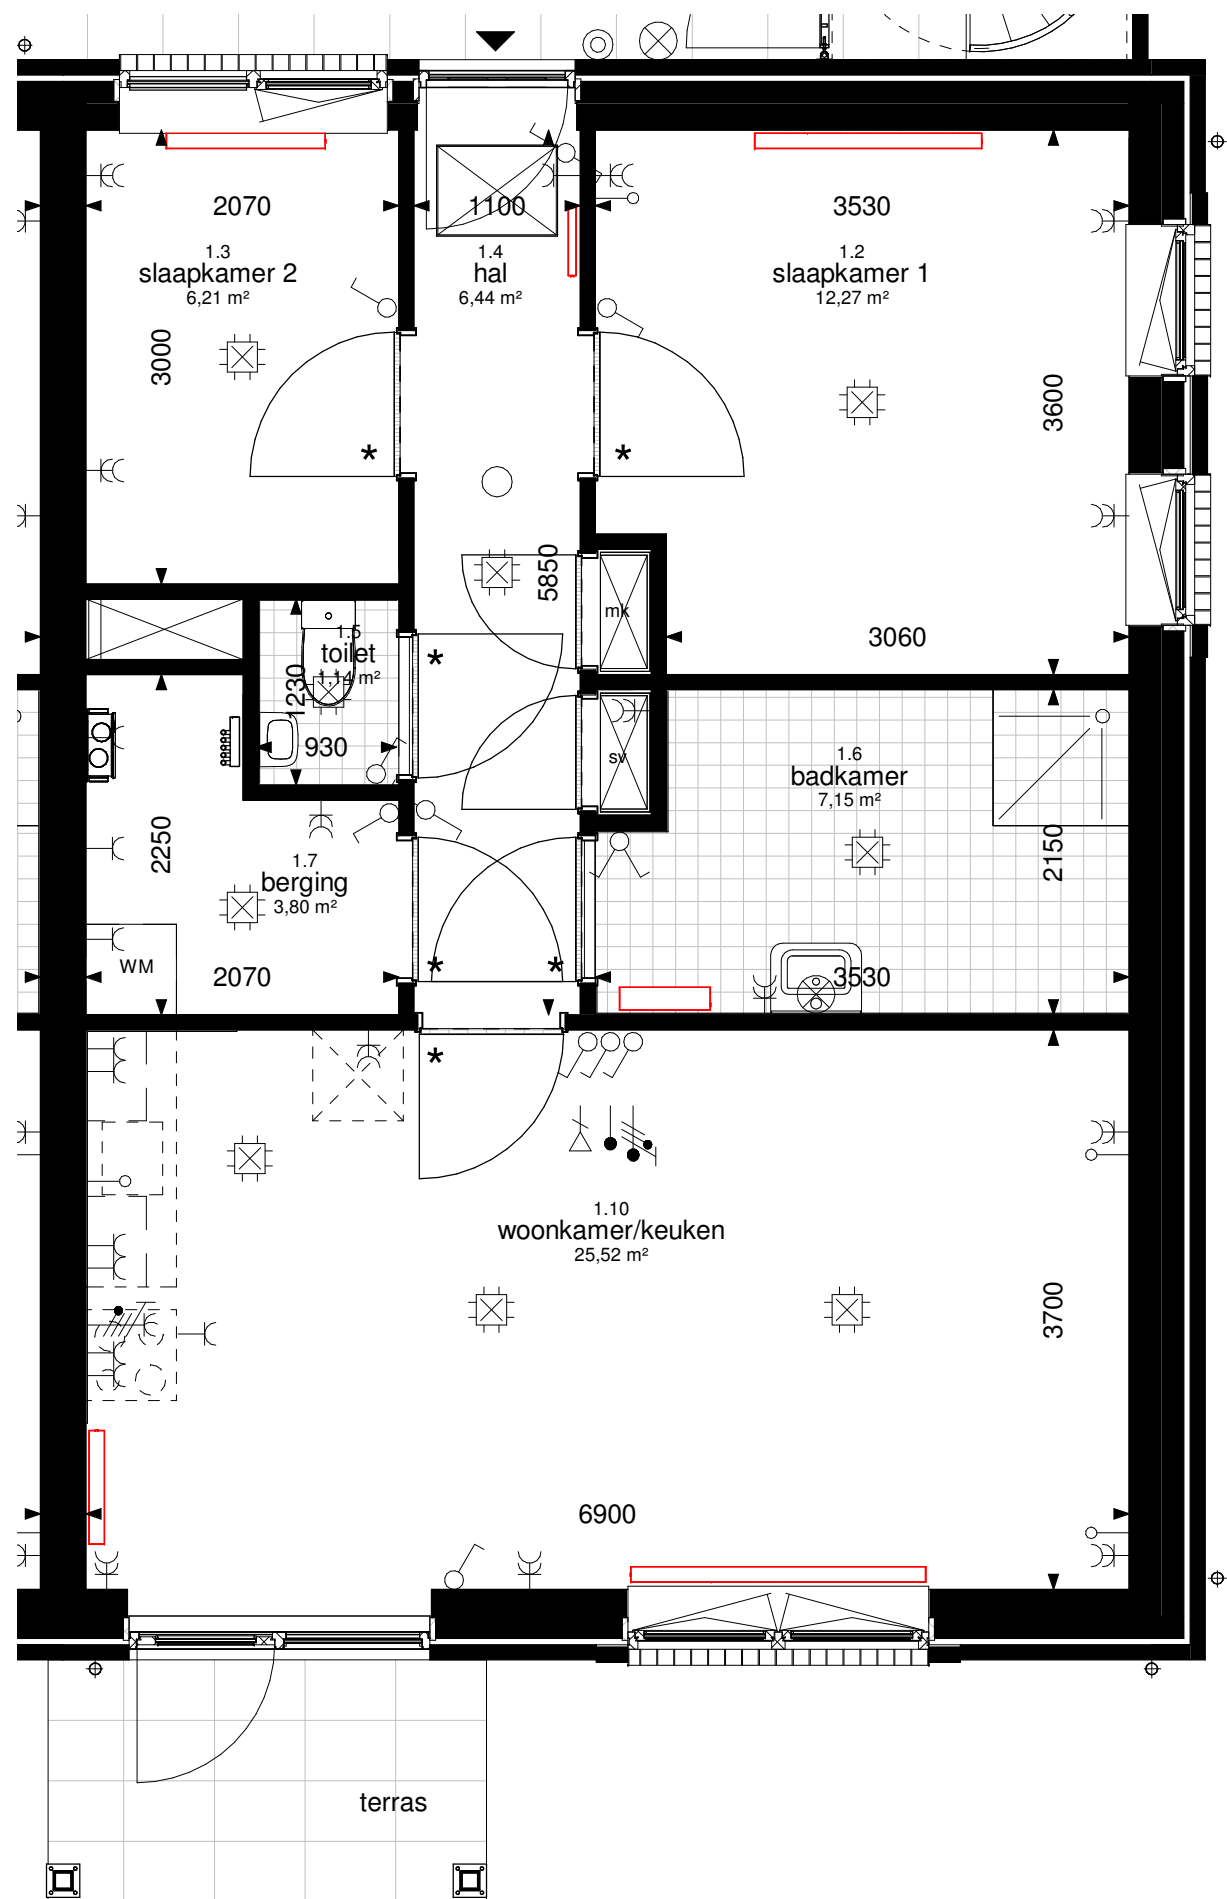 2070
1100
3530
1.3
slaapkamer 2
6,21 m²
1.4
hal
6,44 m²
1.2
slaapkamer 1
12,27 m²
3000
3600
*
*
5850
mk
3060
1.5
toilet
1,14 m²
*
1230
930
sv
1.6
badkamer
7,15 m²
2250
2150
1.7
berging
3,80 m²
WM
2070
*
*
3530
*
1.10
woonkamer/keuken
25,52 m²
3700
6900
terras